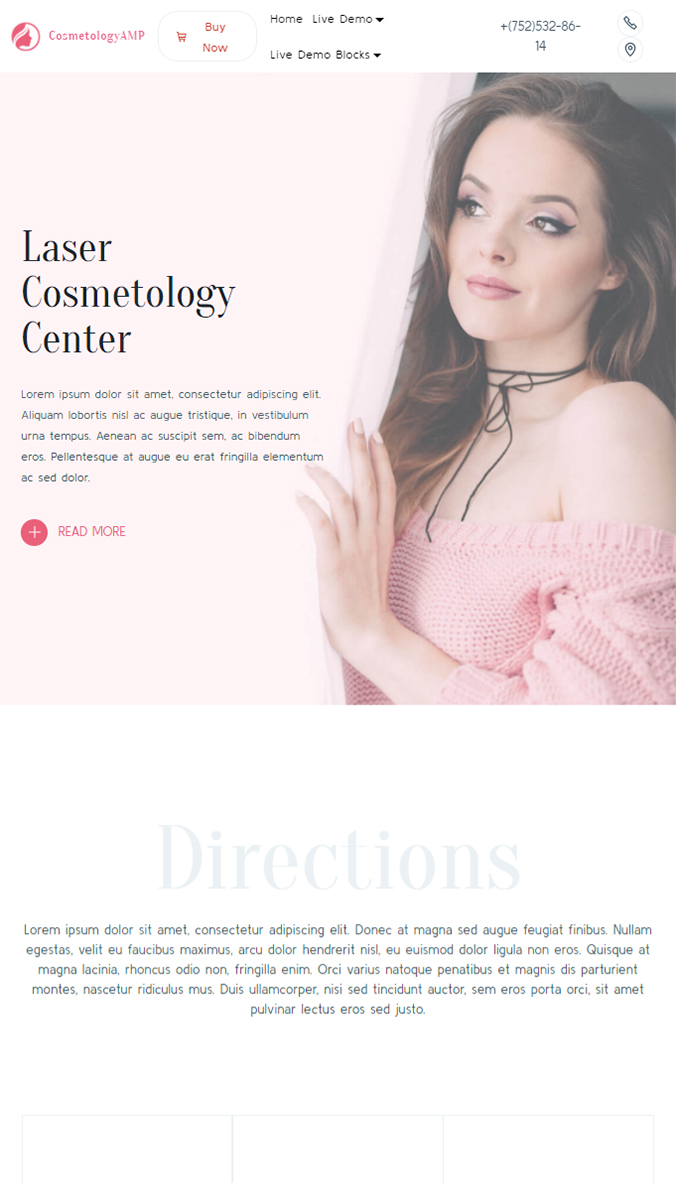 CosmetologyAMP
Buy
Now
Home Live Demo
Live Demo Blocks
+(752)532-86-
14
Laser
Cosmetology
Center
Lorem ipsum dolor sit amet, consectetur adipiscing elit.
Aliquam lobortis nisl ac augue tristique, in vestibulum
urna tempus. Aenean ac suscipit sem, ac bibendum
eros. Pellentesque at augue eu erat fringilla elementum
ac sed dolor.
READ MORE
Directions
Lorem ipsum dolor sit amet, consectetur adipiscing elit. Donec at magna sed augue feugiat finibus. Nullam
egestas, velit eu faucibus maximus, arcu dolor hendrerit nisl, eu euismod dolor ligula non eros. Quisque at
magna lacinia, rhoncus odio non, fringilla enim. Orci varius natoque penatibus et magnis dis parturient
montes, nascetur ridiculus mus. Duis ullamcorper, nisi sed tincidunt auctor, sem eros porta orci, sit amet
pulvinar lectus eros sed justo.